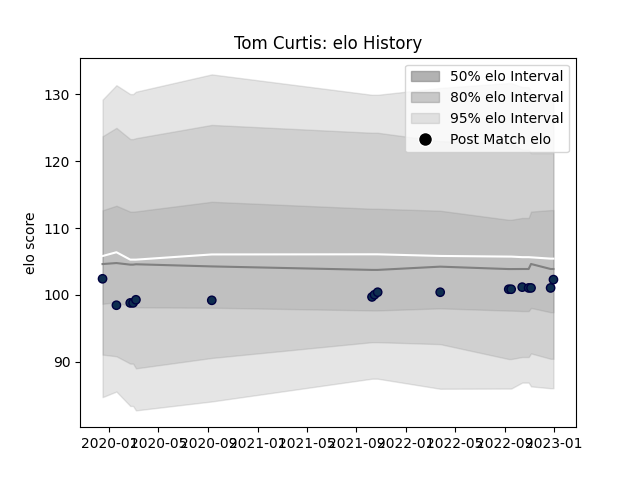 Tom Curtis: elo History
50% elo Interval
80% elo Interval
95% elo Interval
Post Match elo
elo score
130
120
110
100
90
2020-01 2020-05 2020-09 2021-01 2021-05 2021-09 2022-01 2022-05 2022-09 2023-01